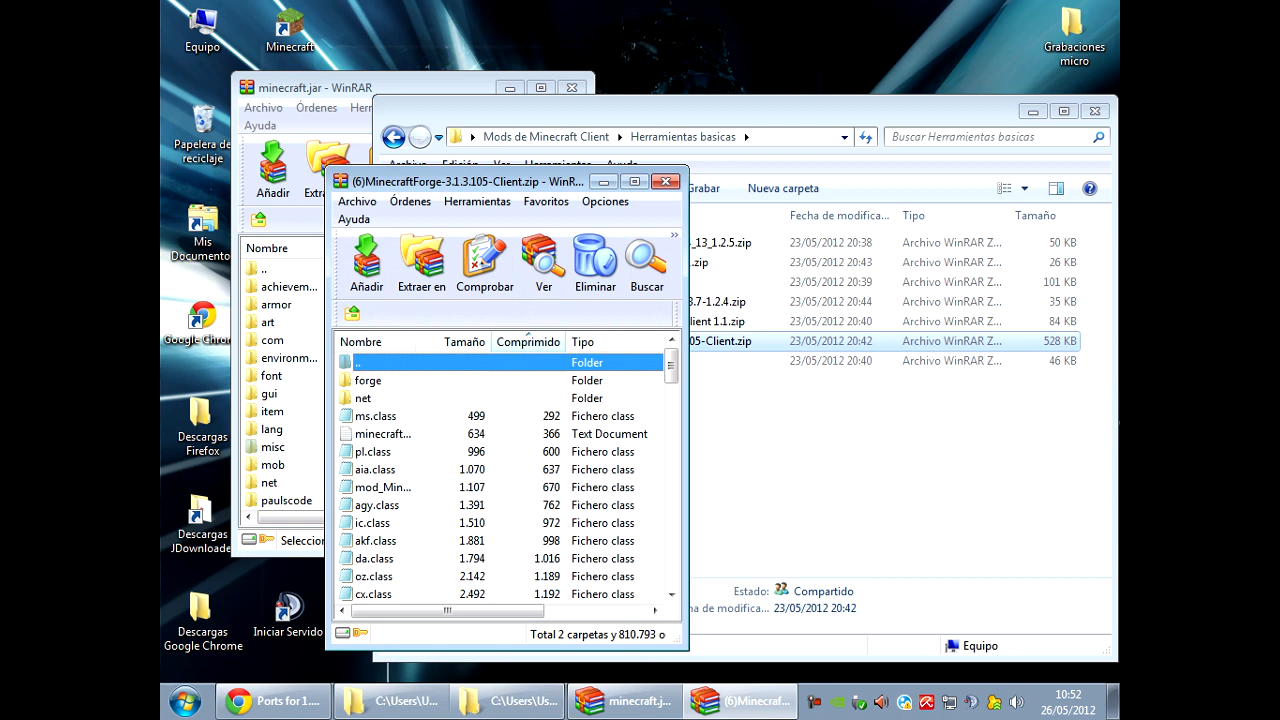 Equipo
Minecraft
Grabaciones
micro
Papelera de
reciclaje
Mis
Documento
Google Chro
Descargas
Firefox
Descargas
JDownloade
Descargas
Google Chrome
Iniciar Servido
minecraft.jar - WinRAR
Archivo Órdenes Herr
Ayuda
Añadir Extra
Nombre
..
achievem...
armor
art
com
environm...
font
gui
item
lang
misc
mob
net
paulscode
Seleccio
Mods de Minecraft Client Herramientas basicas
Buscar Herramientas basicas
Archivo Edición Ver Herramientas Ayuda
Grabar Nueva carpeta
Fecha de modifica... Tipo Tamaño
_13_1.2.5.zip 23/05/2012 20:38 Archivo WinRAR Z... 50 KB
.zip 23/05/2012 20:43 Archivo WinRAR Z... 26 KB
23/05/2012 20:39 Archivo WinRAR Z... 101 KB
3.7-1.2.4.zip 23/05/2012 20:44 Archivo WinRAR Z... 35 KB
lient 1.1.zip 23/05/2012 20:40 Archivo WinRAR Z... 84 KB
05-Client.zip 23/05/2012 20:42 Archivo WinRAR Z... 528 KB
23/05/2012 20:40 Archivo WinRAR Z... 46 KB
Estado: Compartido
ha de modifica... 23/05/2012 20:42
Equipo
(6)MinecraftForge-3.1.3.105-Client.zip - WinR...
Archivo Órdenes Herramientas Favoritos Opciones
Ayuda
Añadir Extraer en Comprobar Ver Eliminar Buscar
Nombre Tamaño Comprimido Tipo
.. Folder
forge Folder
net Folder
ms.class 499 292 Fichero class
minecraft... 634 366 Text Document
pl.class 996 600 Fichero class
aia.class 1.070 637 Fichero class
mod_Min... 1.107 670 Fichero class
agy.class 1.391 762 Fichero class
ic.class 1.510 972 Fichero class
akf.class 1.881 998 Fichero class
da.class 1.794 1.016 Fichero class
oz.class 2.142 1.189 Fichero class
cx.class 2.492 1.192 Fichero class
Total 2 carpetas y 810.793 o
Ports for 1....
C:\Users\U...
C:\Users\Us...
minecraft.j...
(6)Minecraf...
10:52
26/05/2012